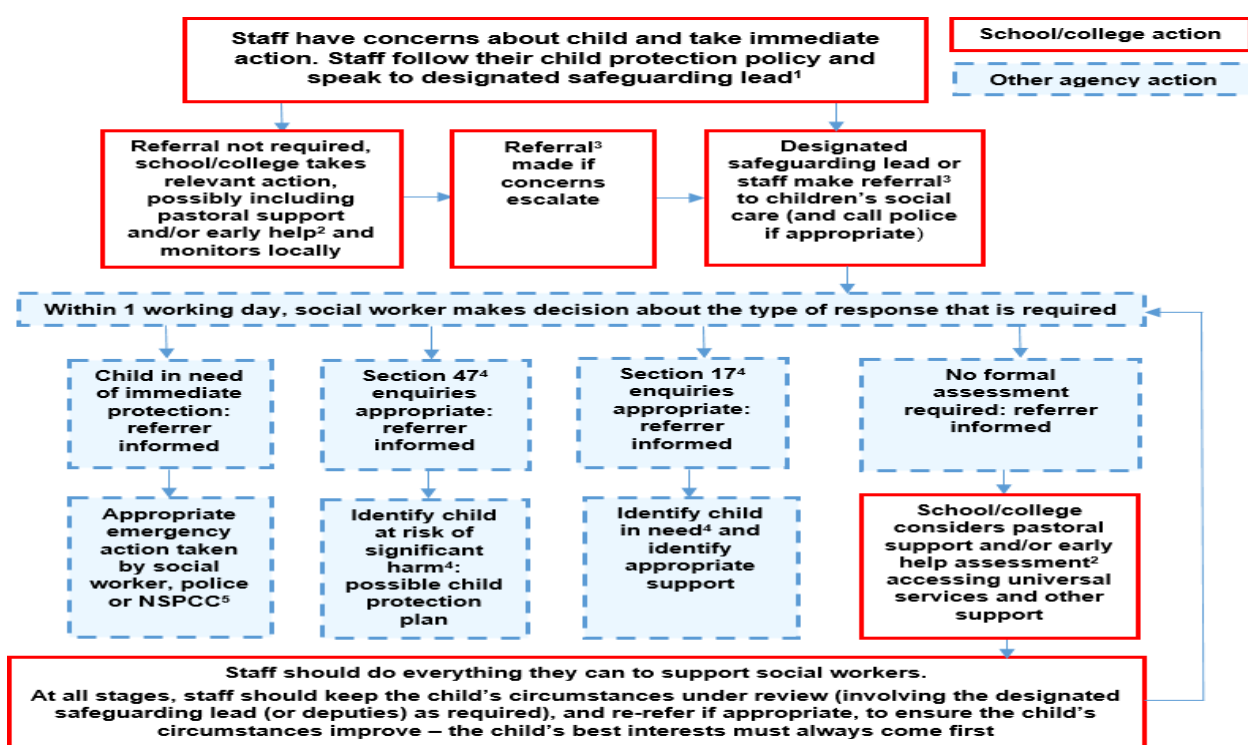 Staff have concerns about child and take immediate
action. Staff follow their child protection policy and
speak to designated safeguarding lead¹
School/college action
Other agency action
Referral not required,
school/college takes
relevant action,
possibly including
pastoral support
and/or early help² and
monitors locally
Referral³
made if
concerns
escalate
Designated
safeguarding lead or
staff make referral³
to children’s social
care (and call police
if appropriate)
Within 1 working day, social worker makes decision about the type of response that is required
Child in need
of immediate
protection:
referrer
informed
Section 47⁴
enquiries
appropriate:
referrer
informed
Section 17⁴
enquiries
appropriate:
referrer
informed
No formal
assessment
required: referrer
informed
Appropriate
emergency
action taken
by social
worker, police
or NSPCC⁵
Identify child
at risk of
significant
harm⁴:
possible child
protection
plan
Identify child
in need⁴ and
identify
appropriate
support
School/college
considers pastoral
support and/or early
help assessment²
accessing universal
services and other
support
Staff should do everything they can to support social workers.
At all stages, staff should keep the child’s circumstances under review (involving the designated
safeguarding lead (or deputies) as required), and re-refer if appropriate, to ensure the child’s
circumstances improve – the child’s best interests must always come first